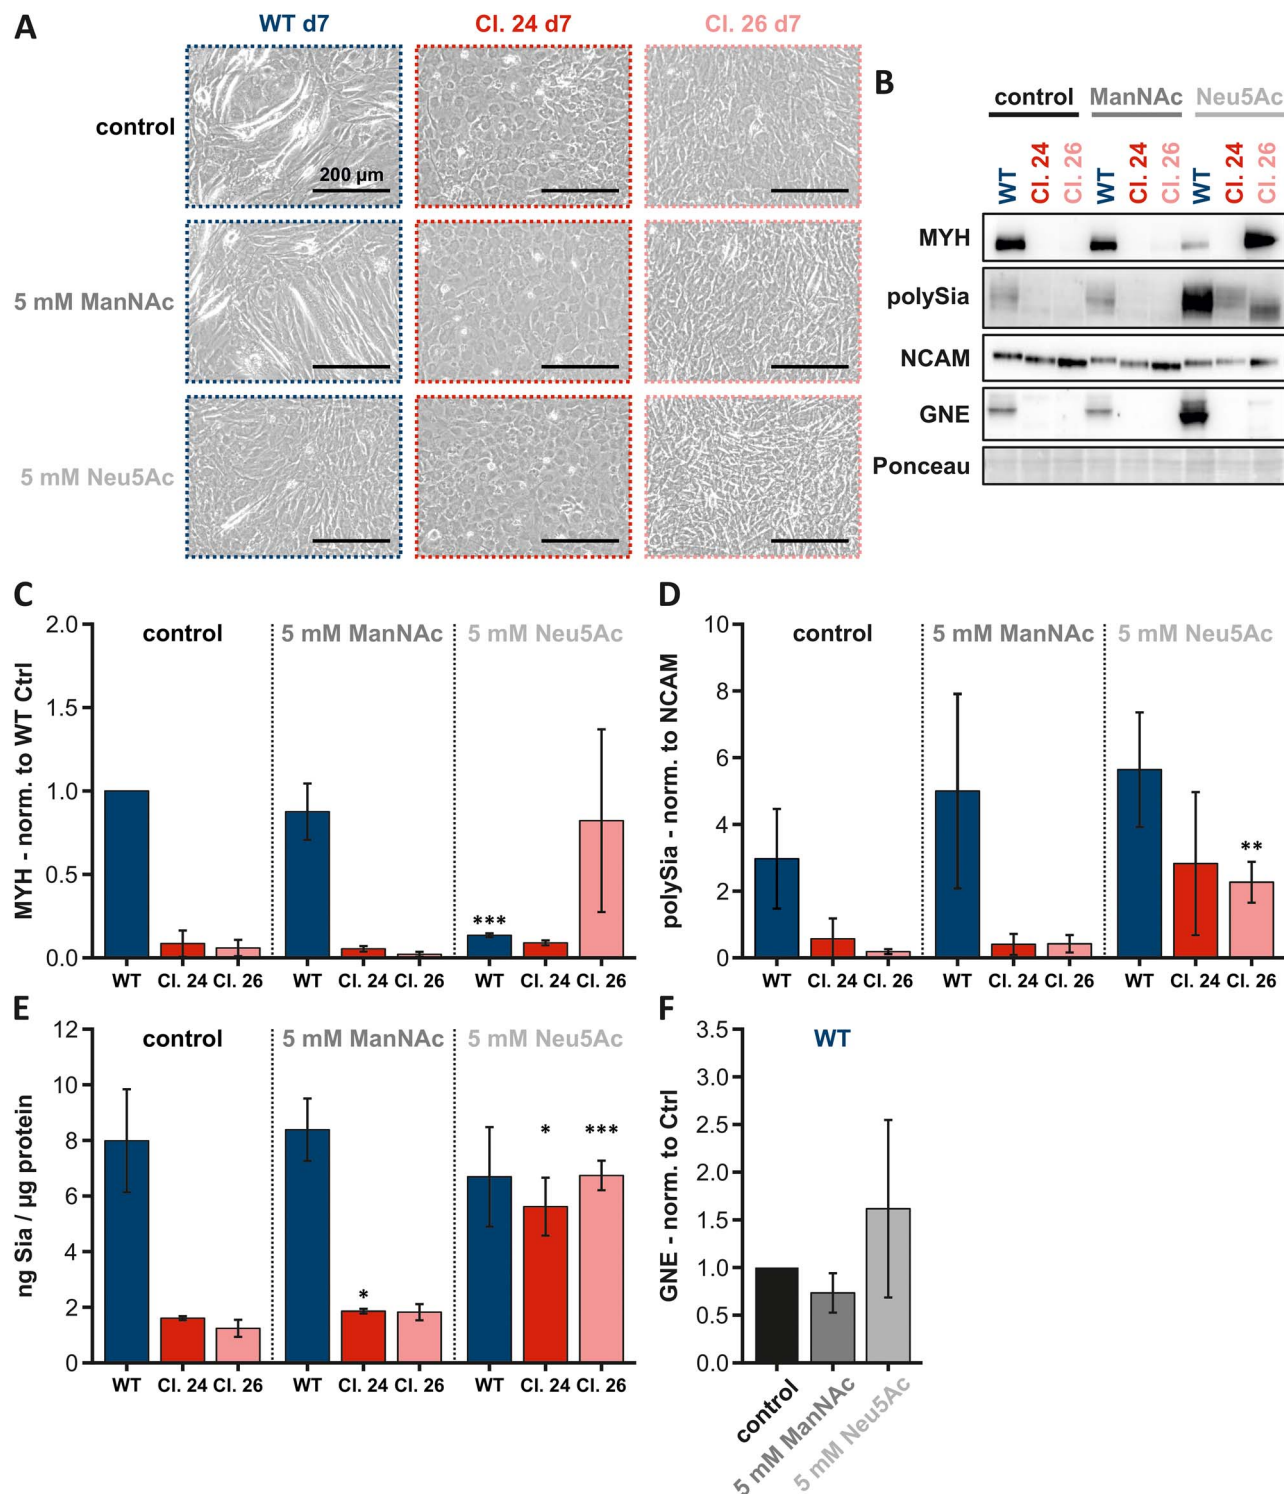 A
WT d7
Cl. 24 d7
Cl. 26 d7
control
200 µm
5 mM ManNAc
5 mM Neu5Ac
B
control
ManNAc
Neu5Ac
WT
Cl. 24
Cl. 26
WT
Cl. 24
Cl. 26
WT
Cl. 24
Cl. 26
MYH
polySia
NCAM
GNE
Ponceau
C
MYH - norm. to WT Ctrl
2.0
1.5
1.0
0.5
0.0
control
5 mM ManNAc
5 mM Neu5Ac
***
WT Cl. 24 Cl. 26 WT Cl. 24 Cl. 26 WT Cl. 24 Cl. 26
D
polySia - norm. to NCAM
10
8
6
4
2
0
control
5 mM ManNAc
5 mM Neu5Ac
**
WT Cl. 24 Cl. 26 WT Cl. 24 Cl. 26 WT Cl. 24 Cl. 26
E
ng Sia / µg protein
12
10
8
6
4
2
0
control
5 mM ManNAc
5 mM Neu5Ac
*
*
***
WT Cl. 24 Cl. 26 WT Cl. 24 Cl. 26 WT Cl. 24 Cl. 26
F
GNE - norm. to Ctrl
3.5
3.0
2.5
2.0
1.5
1.0
0.5
0.0
WT
control
5 mM ManNAc
5 mM Neu5Ac